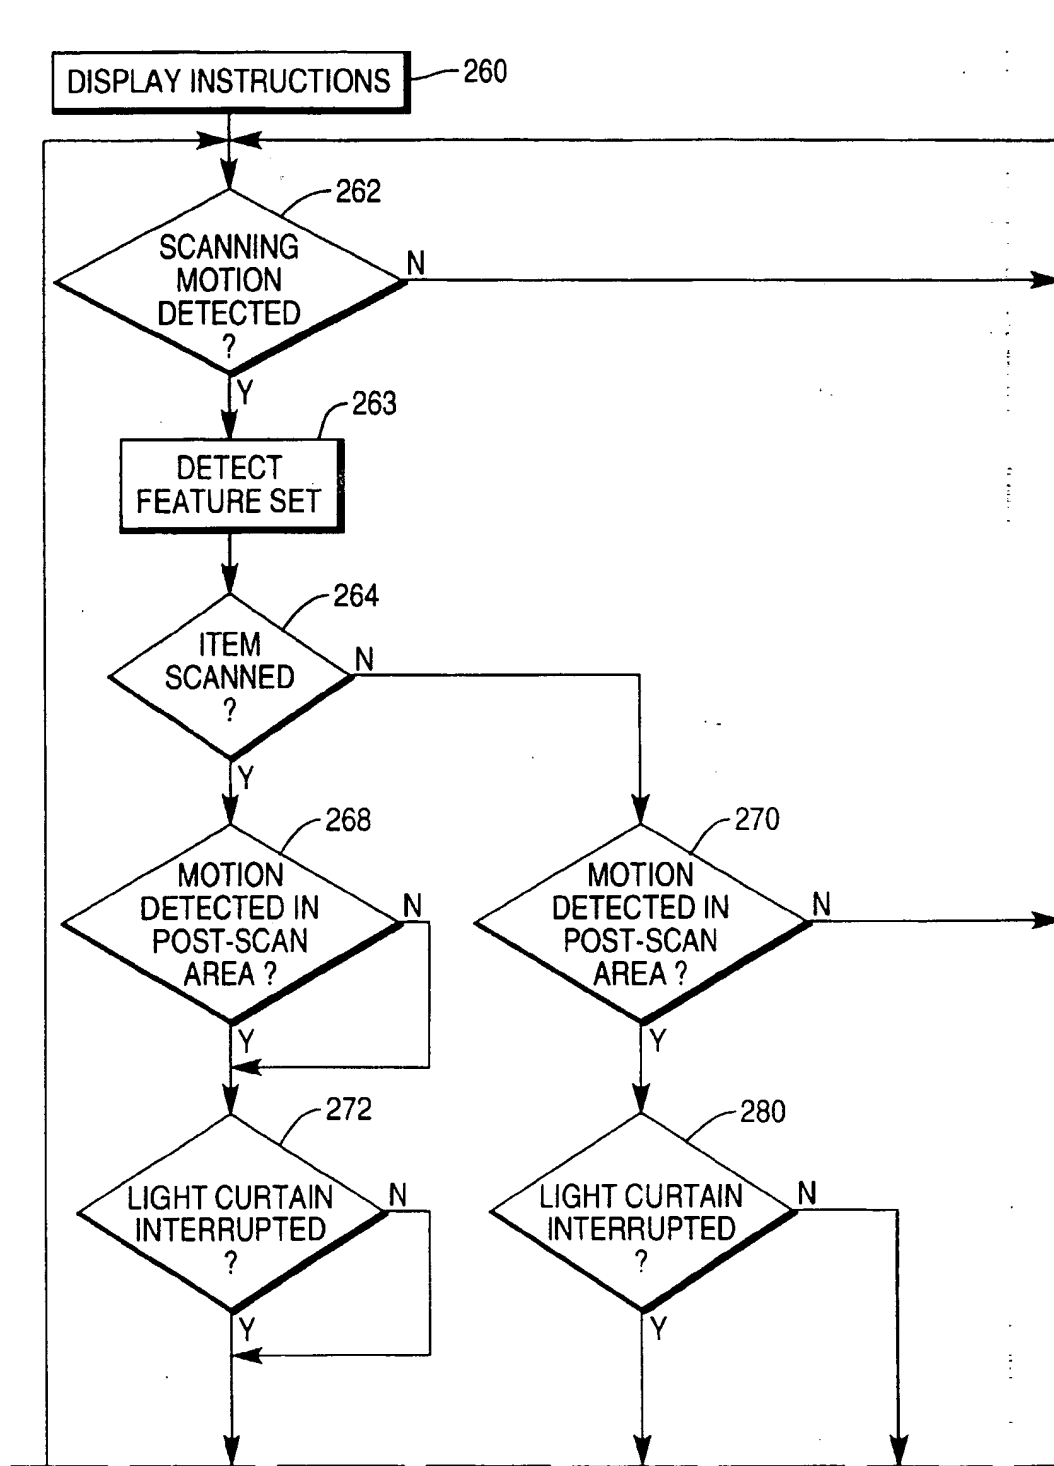 DISPLAY INSTRUCTIONS
260
262
SCANNING
MOTION
DETECTED
?
N
Y
263
DETECT
FEATURE SET
264
ITEM
SCANNED
?
N
Y
268
MOTION
DETECTED IN
POST-SCAN
AREA ?
N
Y
270
MOTION
DETECTED IN
POST-SCAN
AREA ?
N
Y
272
LIGHT CURTAIN
INTERRUPTED
?
N
Y
280
LIGHT CURTAIN
INTERRUPTED
?
N
Y